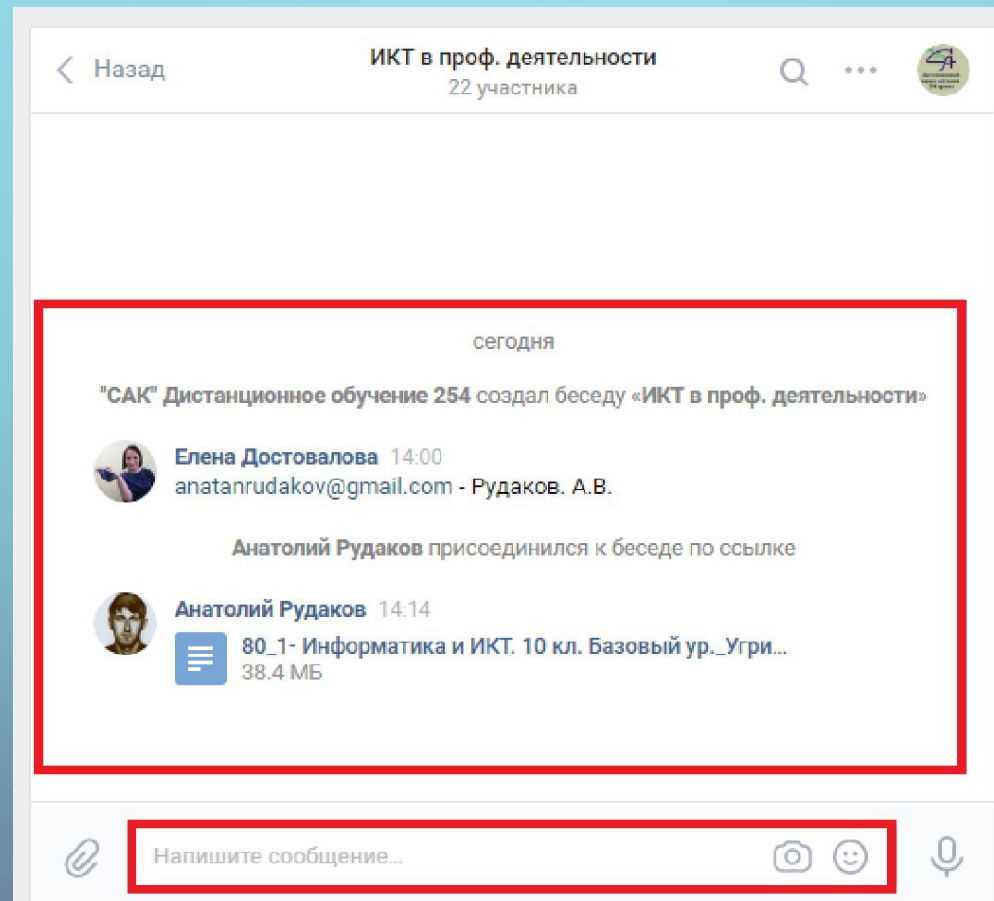 Назад
ИКТ в проф. деятельности
22 участника
сегодня
"САК" Дистанционное обучение 254 создал беседу «ИКТ в проф. деятельности»
Елена Достовалова 14:00
anatanrudakov@gmail.com - Рудаков. А.В.
Анатолий Рудаков присоединился к беседе по ссылке
Анатолий Рудаков 14:14
80_1- Информатика и ИКТ. 10 кл. Базовый ур._Угри...
38.4 МБ
Напишите сообщение...